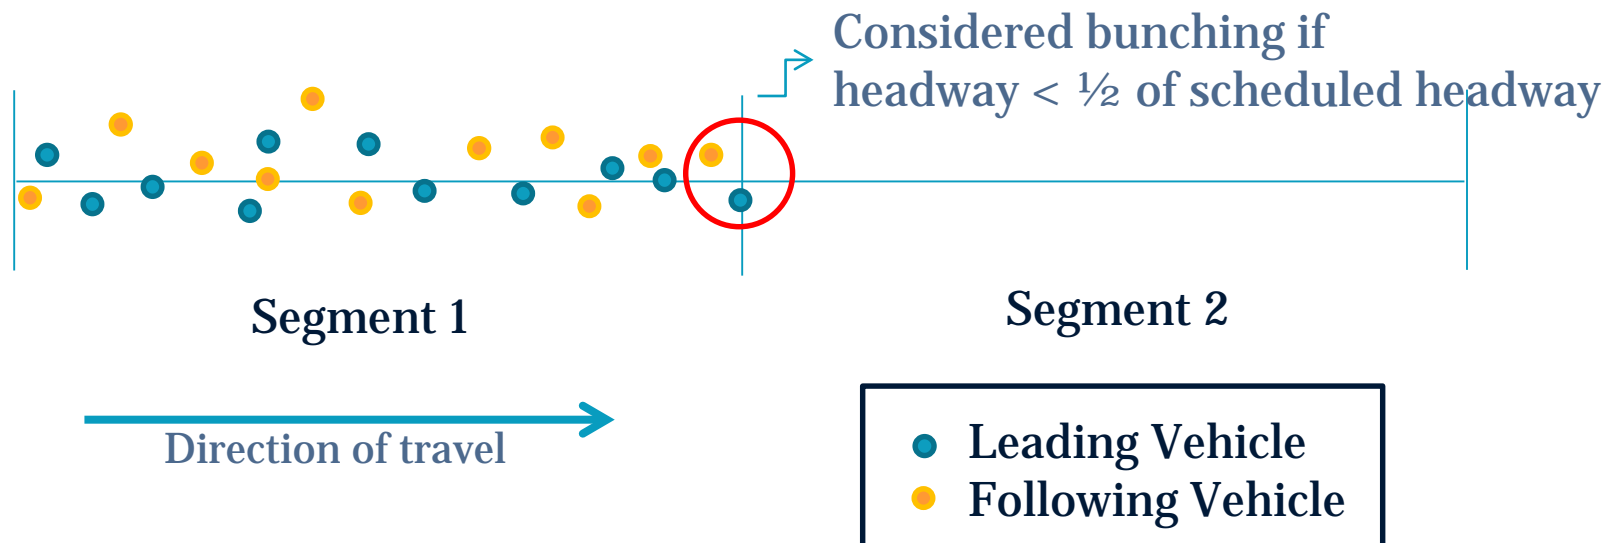 Considered bunching if
headway < ½ of scheduled headway
Segment 1
Segment 2
Direction of travel
Leading Vehicle
Following Vehicle